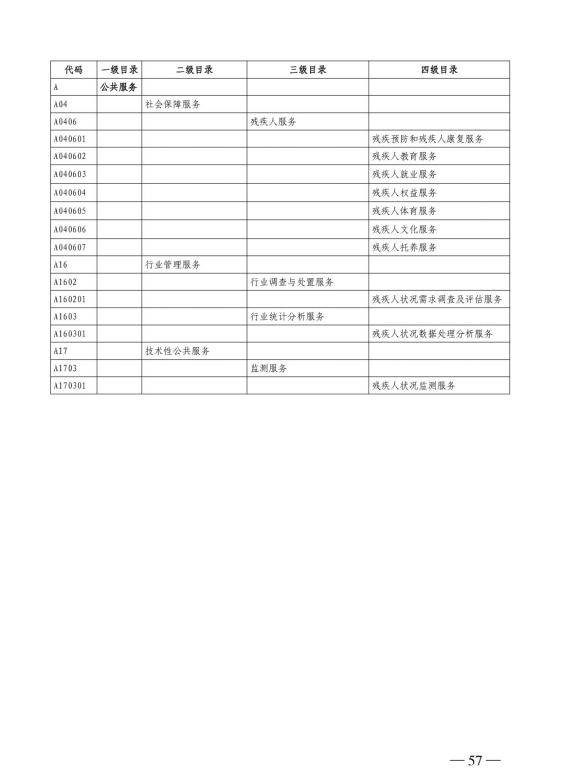 代码 一级目录 二级目录 三级目录 四级目录
A 公共服务
A04 社会保障服务
A0406 残疾人服务
A040601 残疾预防和残疾人康复服务
A040602 残疾人教育服务
A040603 残疾人就业服务
A040604 残疾人权益服务
A040605 残疾人体育服务
A040606 残疾人文化服务
A040607 残疾人托养服务
A16 行业管理服务
A1602 行业调查与处置服务
A160201 残疾人状况需求调查及评估服务
A1603 行业统计分析服务
A160301 残疾人状况数据处理分析服务
A17 技术性公共服务
A1703 监测服务
A170301 残疾人状况监测服务
— 57 —